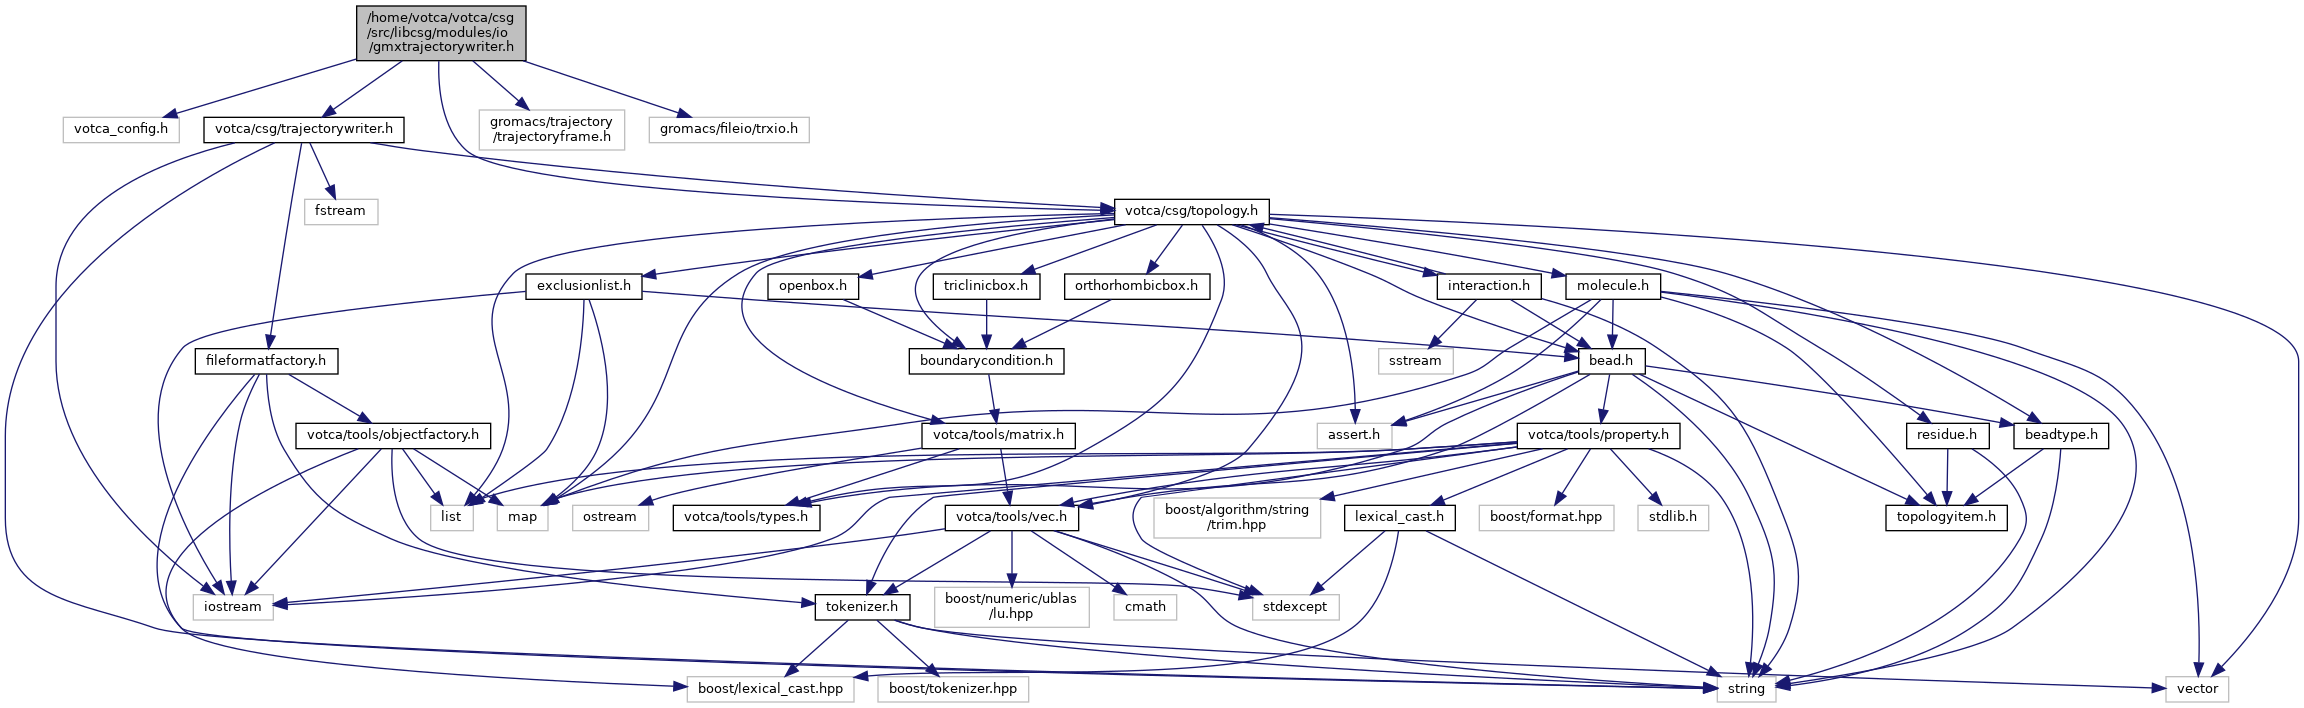 /home/votca/votca/csg
/src/libcsg/modules/io
/gmxtrajectorywriter.h
votca_config.h
votca/csg/trajectorywriter.h
gromacs/trajectory
/trajectoryframe.h
gromacs/fileio/trxio.h
fstream
votca/csg/topology.h
exclusionlist.h
openbox.h
triclinicbox.h
orthorhombicbox.h
interaction.h
molecule.h
fileformatfactory.h
boundarycondition.h
sstream
bead.h
votca/tools/objectfactory.h
votca/tools/matrix.h
assert.h
votca/tools/property.h
residue.h
beadtype.h
list
map
ostream
votca/tools/types.h
votca/tools/vec.h
boost/algorithm/string
/trim.hpp
lexical_cast.h
boost/format.hpp
stdlib.h
topologyitem.h
iostream
tokenizer.h
boost/numeric/ublas
/lu.hpp
cmath
stdexcept
boost/lexical_cast.hpp
boost/tokenizer.hpp
string
vector